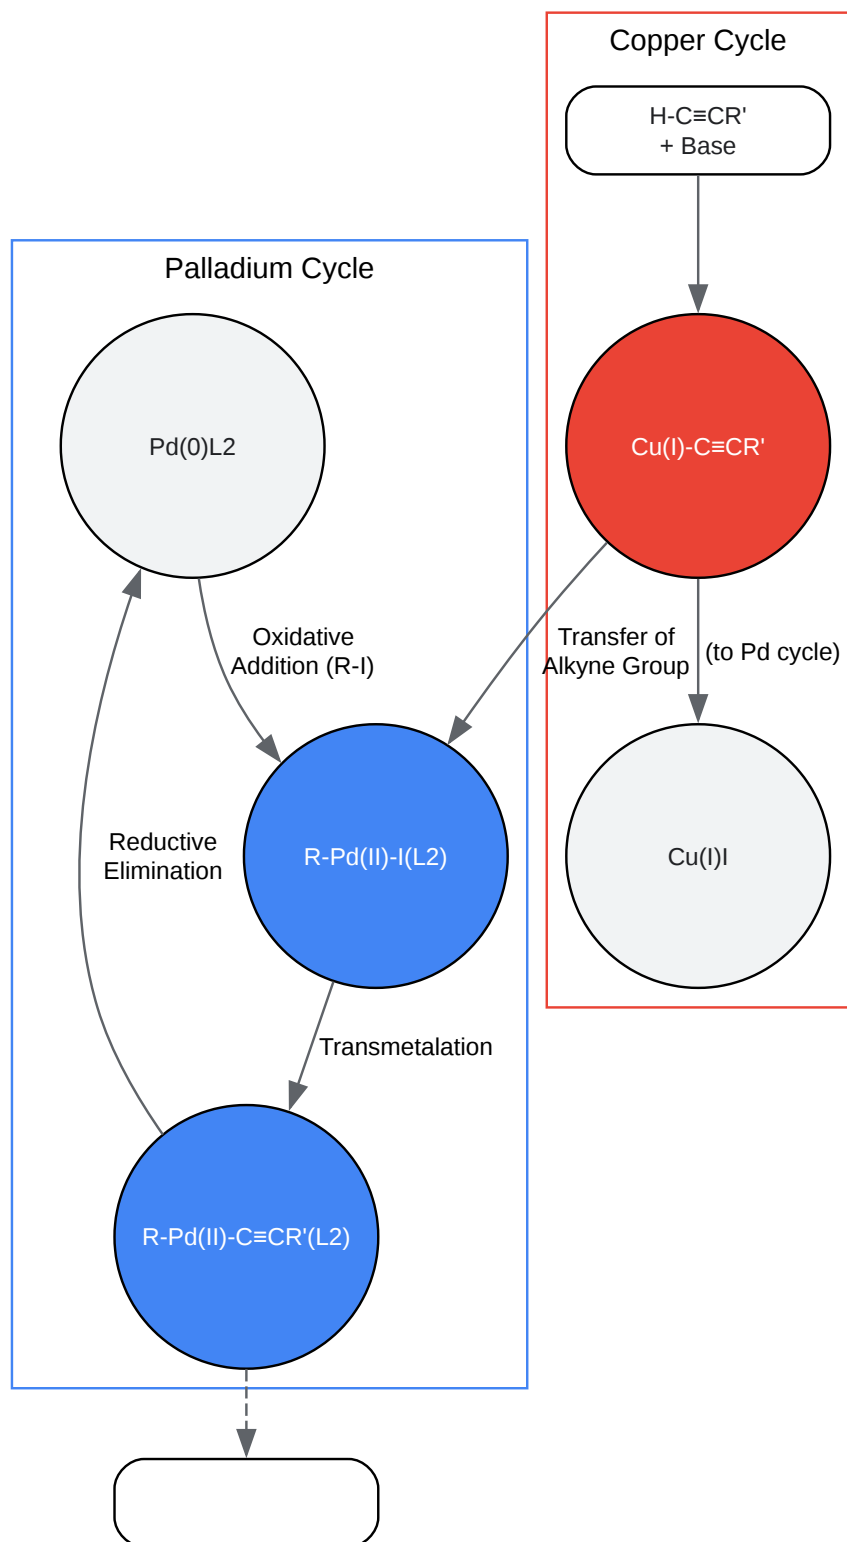 Copper Cycle
H-C≡CR'
+ Base
Palladium Cycle
Pd(0)L2
Cu(I)-C≡CR'
Oxidative
Addition (R-I)
Transfer of
Alkyne Group
(to Pd cycle)
Reductive
Elimination
R-Pd(II)-I(L2)
Cu(I)I
Transmetalation
R-Pd(II)-C≡CR'(L2)